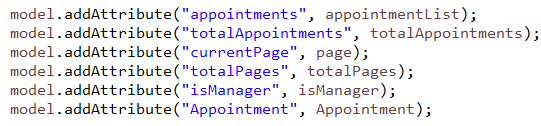 model.addAttribute("appointments", appointmentList);
model.addAttribute("totalAppointments", totalAppointments);
model.addAttribute("currentPage", page);
model.addAttribute("totalPages", totalPages);
model.addAttribute("isManager", isManager);
model.addAttribute("Appointment", Appointment);